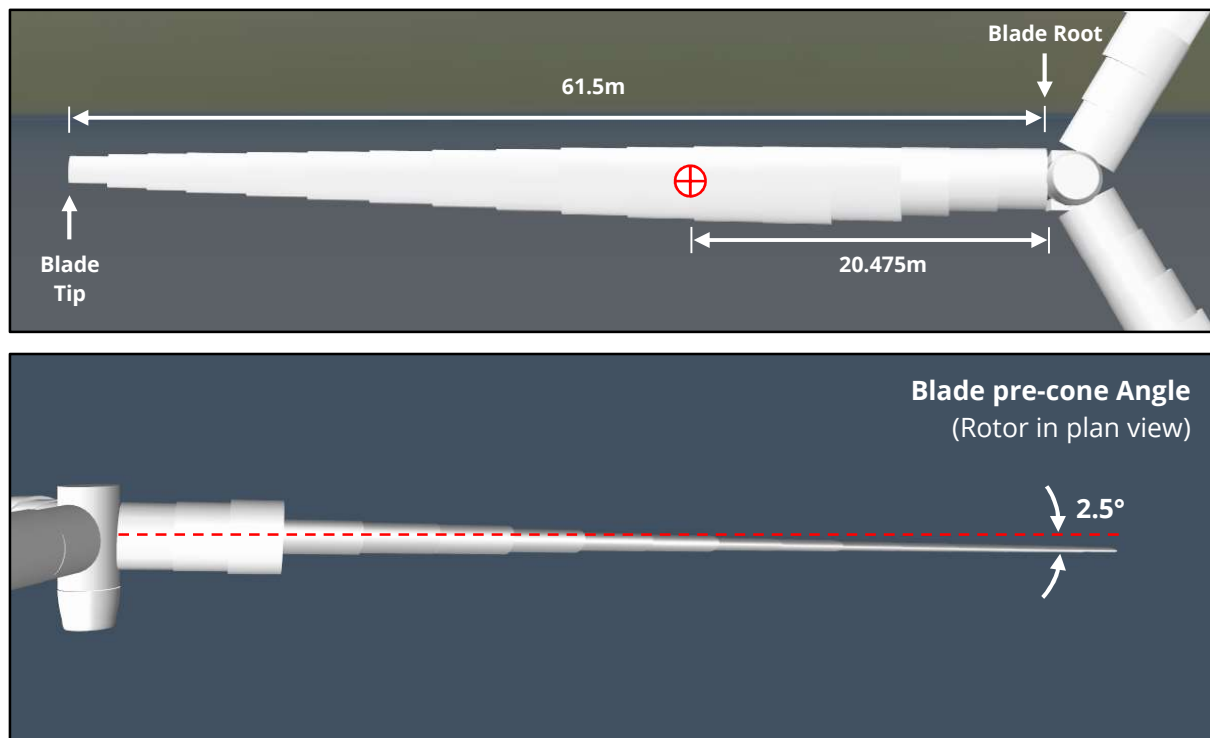 Blade Root
61.5m
20.475m
Blade
Tip
Blade pre-cone Angle
(Rotor in plan view)
2.5°